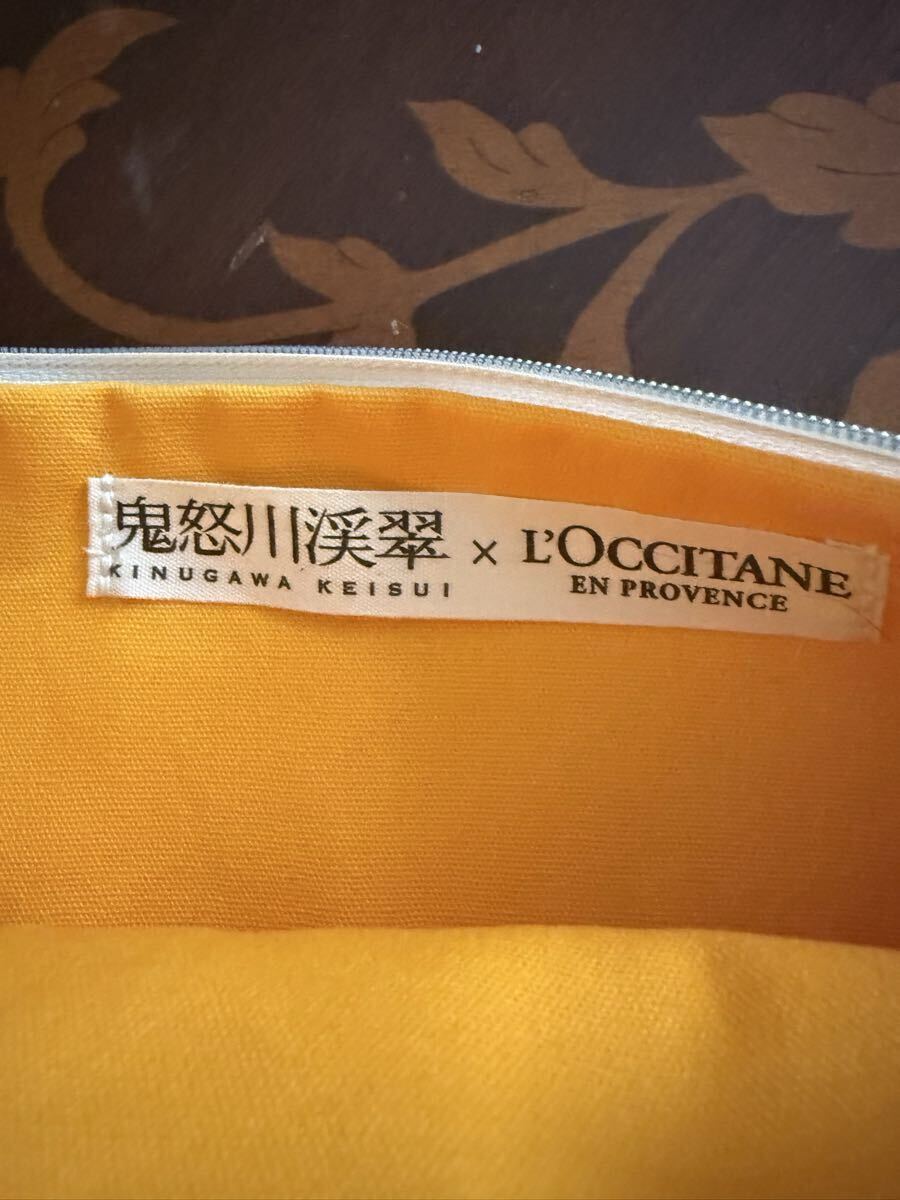 鬼怒川渓翠 × L'OCCITANE
KINUGAWA KEISUI EN PROVENCE